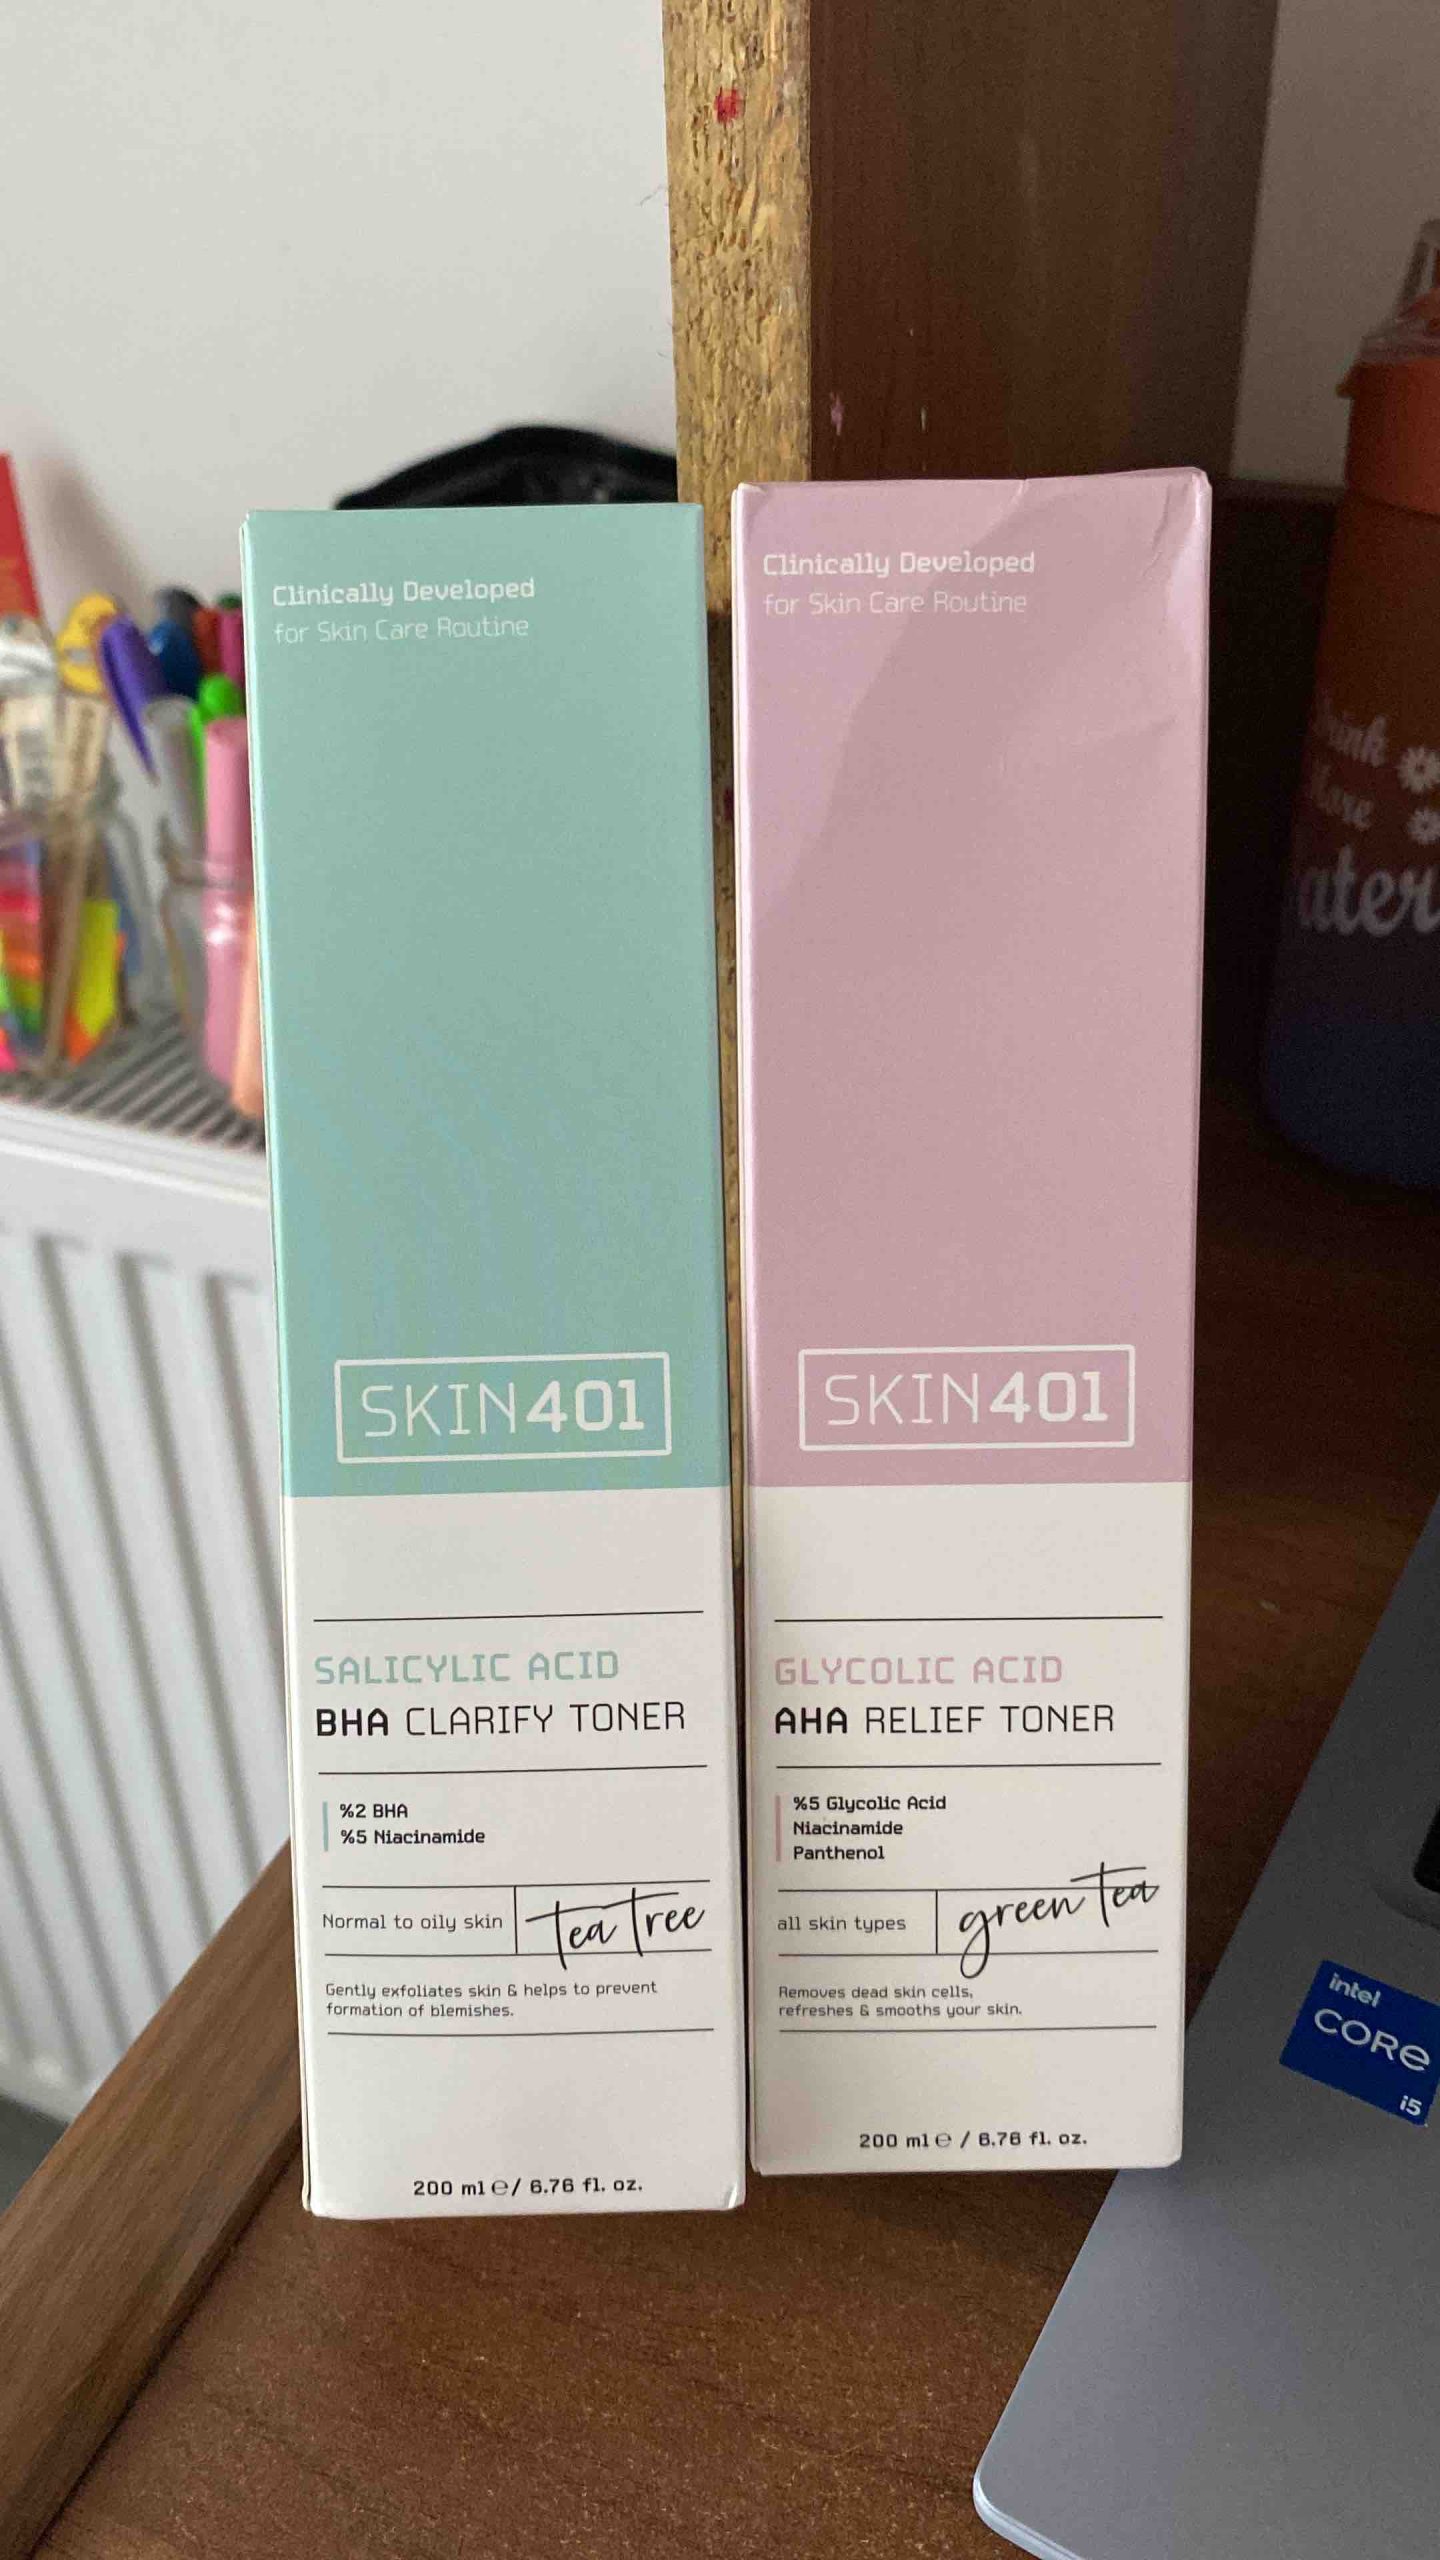 Clinically Developed
for Skin Care Routine
SKIN401
SALICYLIC ACID
BHA CLARIFY TONER
%2 BHA
%5 Niacinamide
Normal to oily skin
tea tree
Gently exfoliates skin & helps to prevent
formation of blemishes.
200 ml e / 6.76 fl. oz.
Clinically Developed
for Skin Care Routine
SKIN401
GLYCOLIC ACID
AHA RELIEF TONER
%5 Glycolic Acid
Niacinamide
Panthenol
all skin types
green tea
Removes dead skin cells,
refreshes & smooths your skin.
200 ml e / 6.76 fl. oz.
intel
CORe
i5